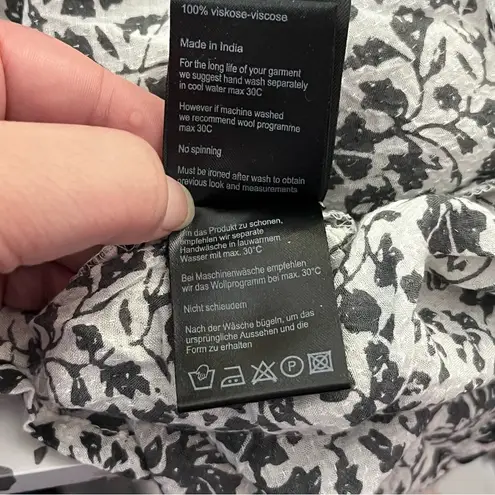 100% viskose-viscose
Made in India
For the long life of your garment
we suggest hand wash separately
in cool water max 30C
However if machine washed
we recommend wool programme
max 30C
No spinning
Must be ironed after wash to obtain
previous look and measurements
Um das Produkt zu schonen,
empfehlen wir separate
Handwäsche in lauwarmem
Wasser mit max. 30°C
Bei Maschinenwäsche empfehlen
wir das Wollprogramm bei max. 30°C
Nicht schleudern
Nach der Wäsche bügeln, um das
ursprüngliche Aussehen und die
Form zu erhalten
P